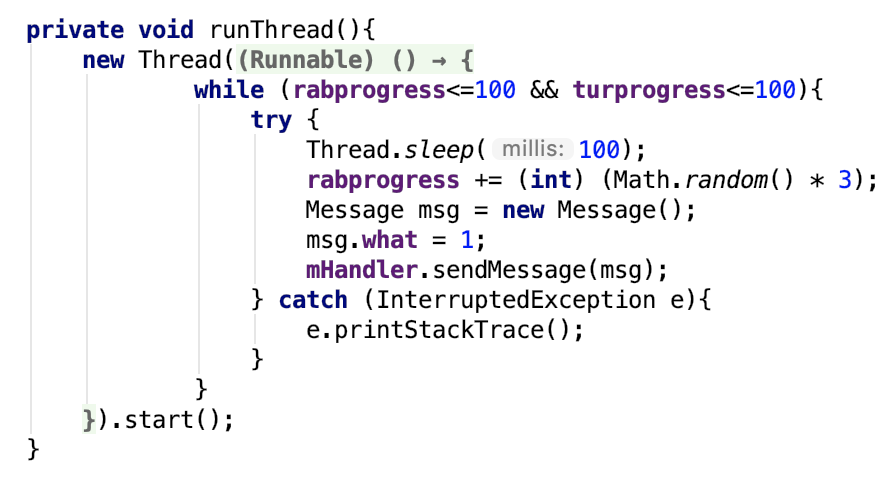 private void runThread(){
new Thread((Runnable) () → {
while (rabprogress<=100 && turprogress<=100){
try {
Thread.sleep( millis: 100);
rabprogress += (int) (Math.random() * 3);
Message msg = new Message();
msg.what = 1;
mHandler.sendMessage(msg);
} catch (InterruptedException e){
e.printStackTrace();
}
}
}).start();
}